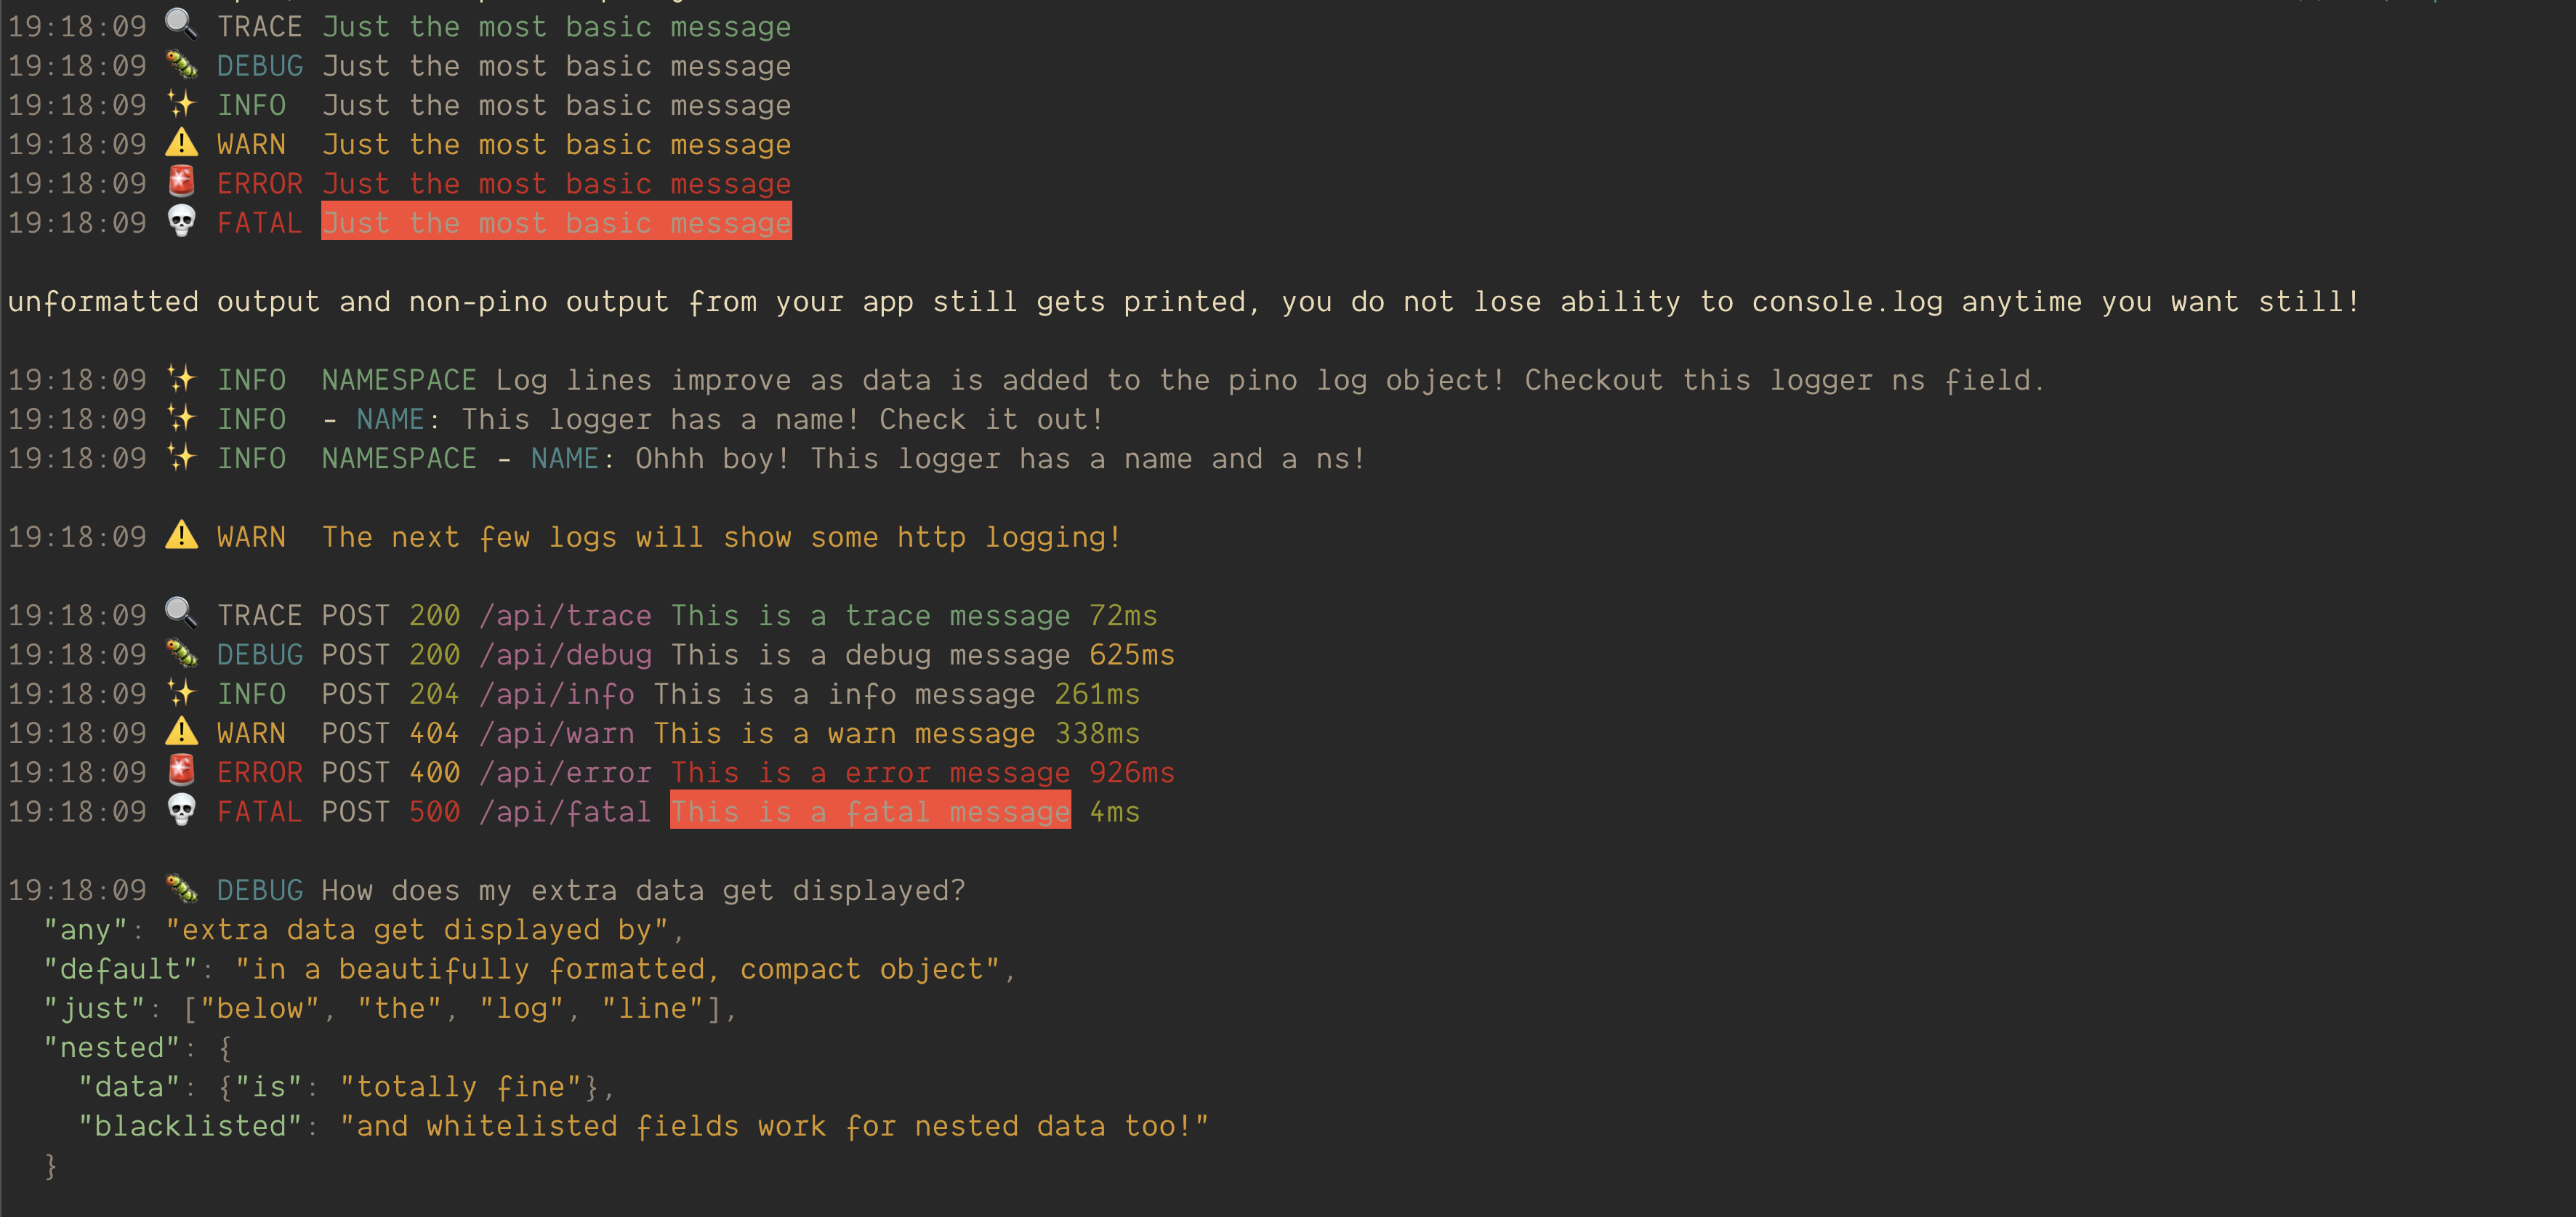 19:18:09 🔍 TRACE Just the most basic message
19:18:09 🐛 DEBUG Just the most basic message
19:18:09 ✨ INFO  Just the most basic message
19:18:09 ⚠️ WARN  Just the most basic message
19:18:09 🚨 ERROR Just the most basic message
19:18:09 💀 FATAL Just the most basic message
unformatted output and non-pino output from your app still gets printed, you do not lose ability to console.log anytime you want still!
19:18:09 ✨ INFO  NAMESPACE Log lines improve as data is added to the pino log object! Checkout this logger ns field.
19:18:09 ✨ INFO  - NAME: This logger has a name! Check it out!
19:18:09 ✨ INFO  NAMESPACE - NAME: Ohhh boy! This logger has a name and a ns!
19:18:09 ⚠️ WARN  The next few logs will show some http logging!
19:18:09 🔍 TRACE POST 200 /api/trace This is a trace message 72ms
19:18:09 🐛 DEBUG POST 200 /api/debug This is a debug message 625ms
19:18:09 ✨ INFO  POST 204 /api/info This is a info message 261ms
19:18:09 ⚠️ WARN  POST 404 /api/warn This is a warn message 338ms
19:18:09 🚨 ERROR POST 400 /api/error This is a error message 926ms
19:18:09 💀 FATAL POST 500 /api/fatal This is a fatal message 4ms
19:18:09 🐛 DEBUG How does my extra data get displayed?
  "any": "extra data get displayed by",
  "default": "in a beautifully formatted, compact object",
  "just": ["below", "the", "log", "line"],
  "nested": {
    "data": {"is": "totally fine"},
    "blacklisted": "and whitelisted fields work for nested data too!"
  }